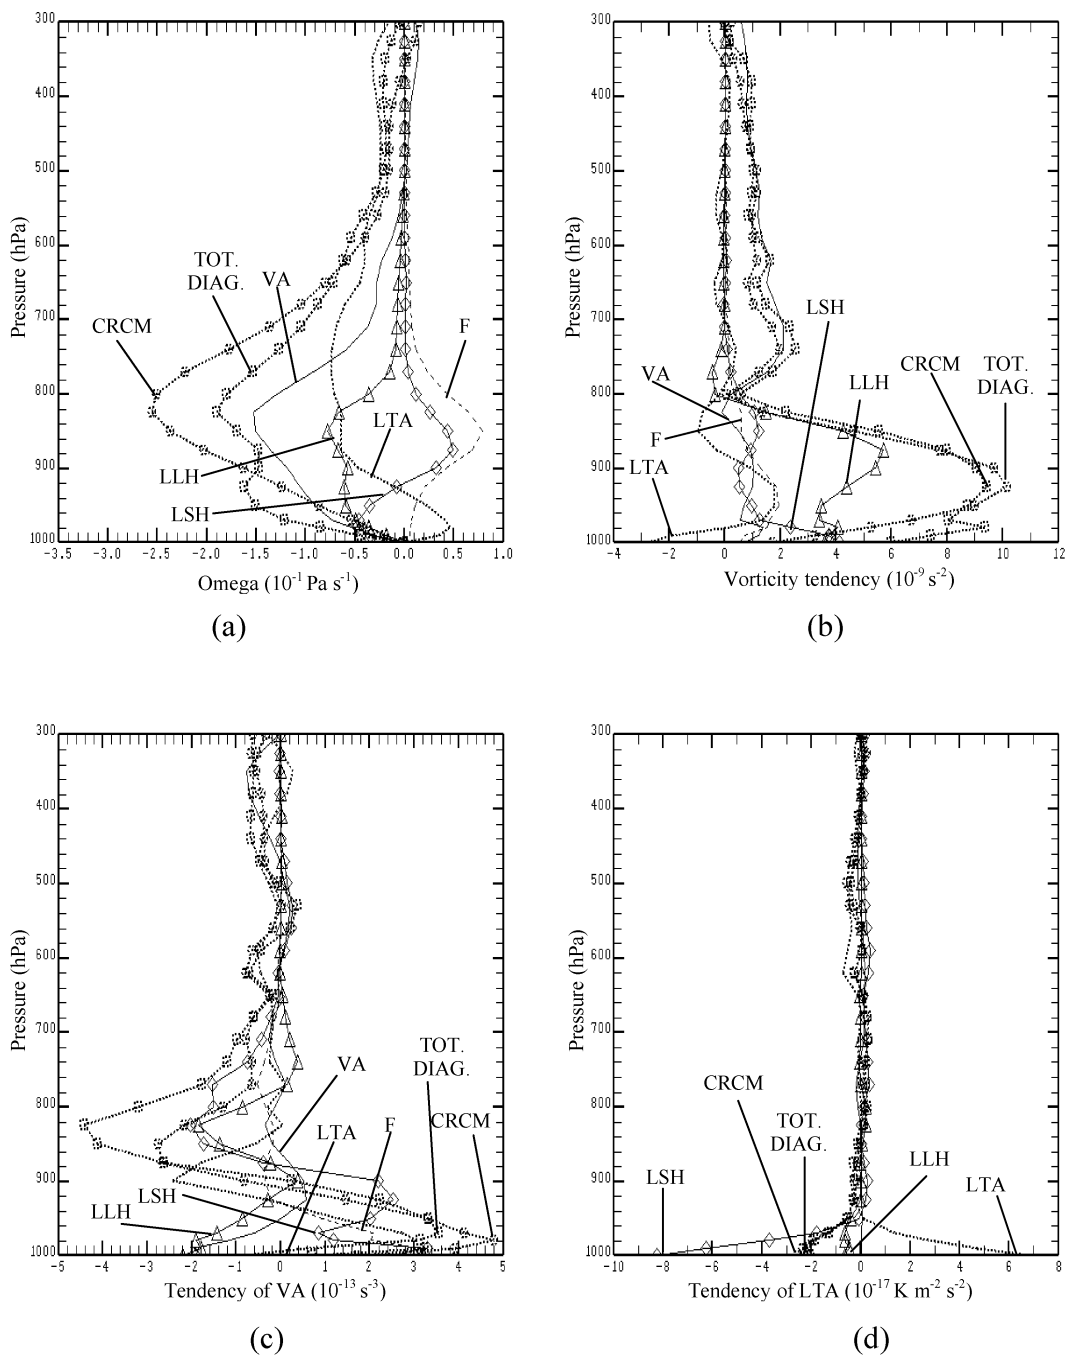 300
400
500
600
700
800
900
1000
Pressure (hPa)
TOT.
DIAG.
VA
CRCM
F
LTA
LLH
LSH
-3.5 -3.0 -2.5 -2.0 -1.5 -1.0 -0.5 0.0 0.5 1.0
Omega (10-1 Pa s-1)
(a)
300
400
500
600
700
800
900
1000
Pressure (hPa)
LSH
VA
LLH
CRCM
TOT.
DIAG.
F
LTA
-4 -2 0 2 4 6 8 10 12
Vorticity tendency (10-9 s-2)
(b)
300
400
500
600
700
800
900
1000
Pressure (hPa)
TOT.
DIAG.
VA
LTA
F
CRCM
LSH
LLH
-5 -4 -3 -2 -1 0 1 2 3 4 5
Tendency of VA (10-13 s-3)
(c)
300
400
500
600
700
800
900
1000
Pressure (hPa)
CRCM
TOT.
DIAG.
LLH
LSH
LTA
-10 -8 -6 -4 -2 0 2 4 6 8
Tendency of LTA (10-17 K m-2 s-2)
(d)